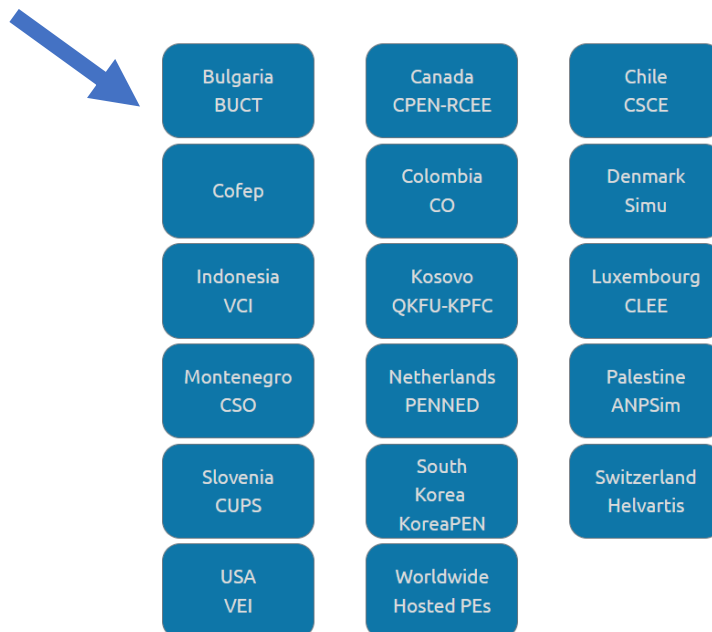 Bulgaria
BUCT
Canada
CPEN-RCEE
Chile
CSCE
Cofep
Colombia
CO
Denmark
Simu
Indonesia
VCI
Kosovo
QKFU-KPFC
Luxembourg
CLEE
Montenegro
CSO
Netherlands
PENNED
Palestine
ANPSim
Slovenia
CUPS
South
Korea
KoreaPEN
Switzerland
Helvartis
USA
VEI
Worldwide
Hosted PEs